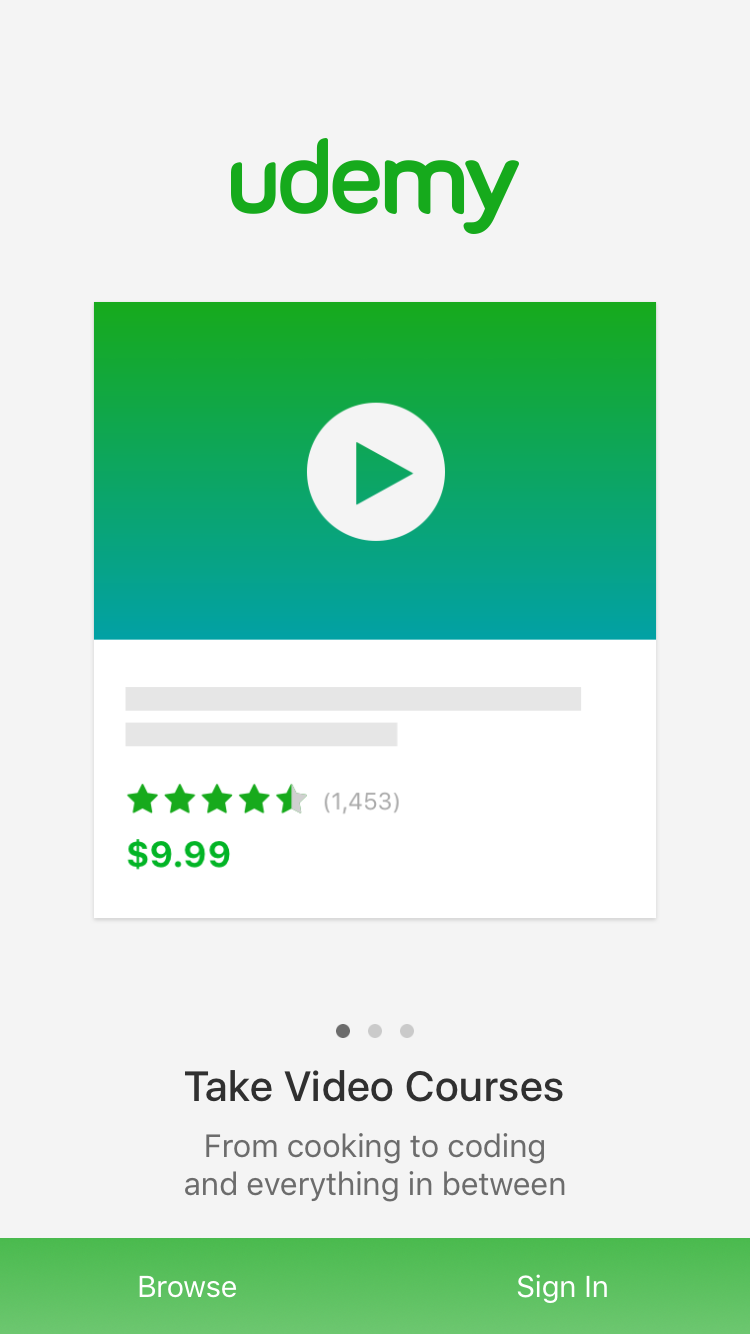 udemy
(1,453)
$9.99
Take Video Courses
From cooking to coding
and everything in between
Browse
Sign In